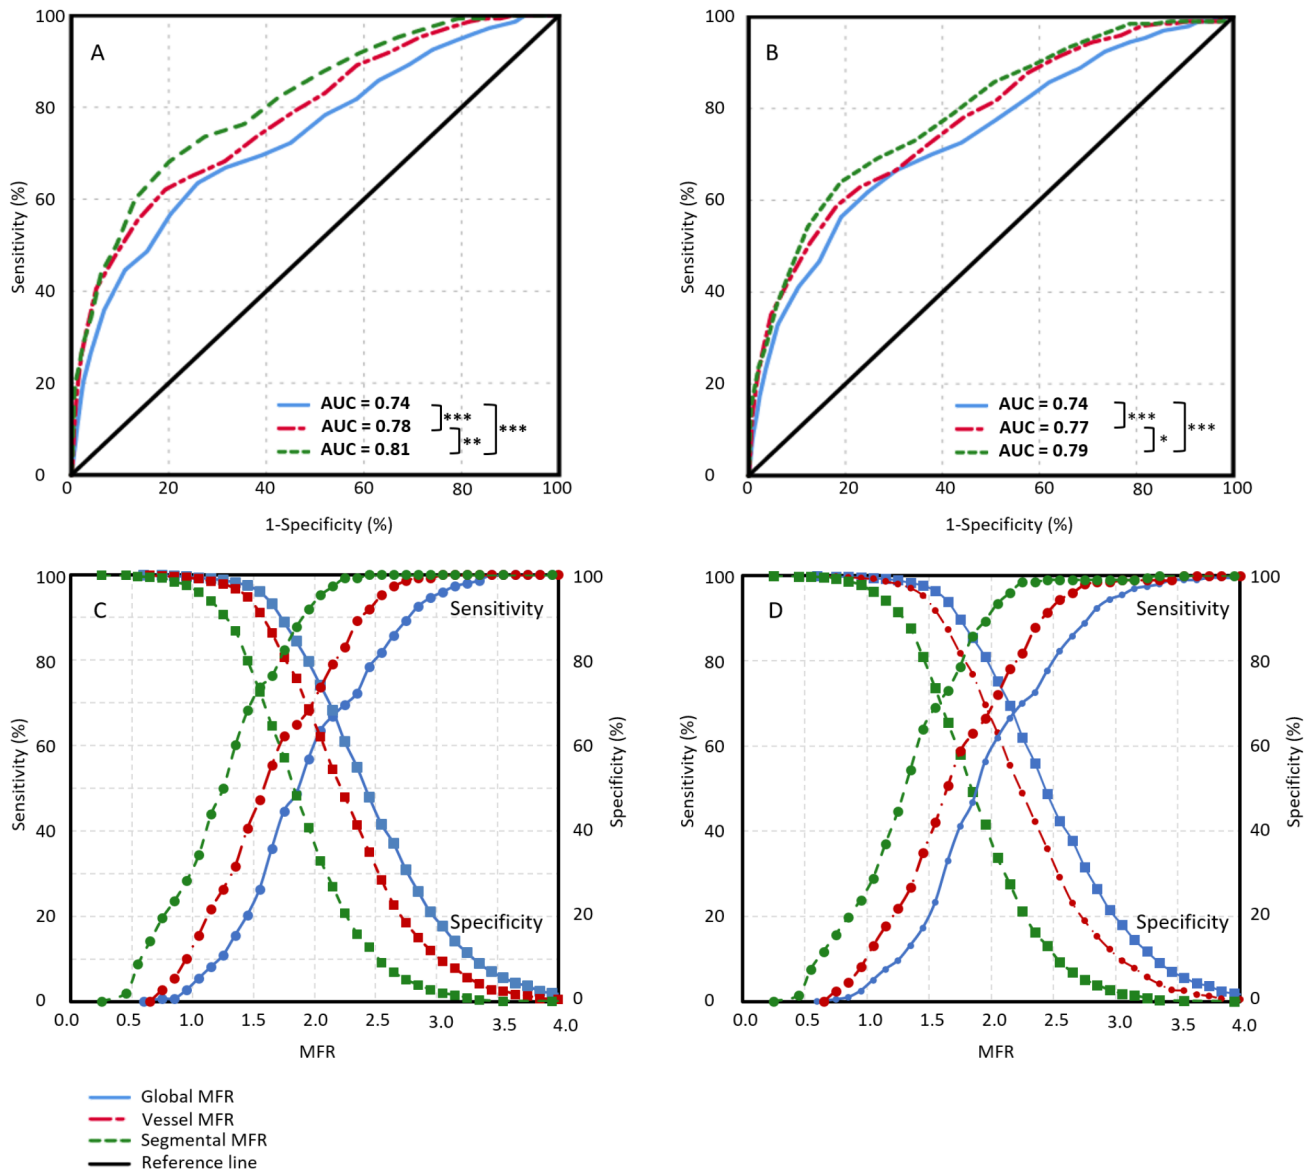 A
Sensitivity (%)
100
80
60
40
20
0
AUC = 0.74
AUC = 0.78
AUC = 0.81
***
**
***
0 20 40 60 80 100
1-Specificity (%)
B
Sensitivity (%)
100
80
60
40
20
0
AUC = 0.74
AUC = 0.77
AUC = 0.79
***
*
***
0 20 40 60 80 100
1-Specificity (%)
C
Sensitivity (%)
100
80
60
40
20
0
Sensitivity
Specificity
100
80
60
40
20
0
Specificity (%)
0.0 0.5 1.0 1.5 2.0 2.5 3.0 3.5 4.0
MFR
D
Sensitivity (%)
100
80
60
40
20
0
Sensitivity
Specificity
100
80
60
40
20
0
Specificity (%)
0.0 0.5 1.0 1.5 2.0 2.5 3.0 3.5 4.0
MFR
Global MFR
Vessel MFR
Segmental MFR
Reference line